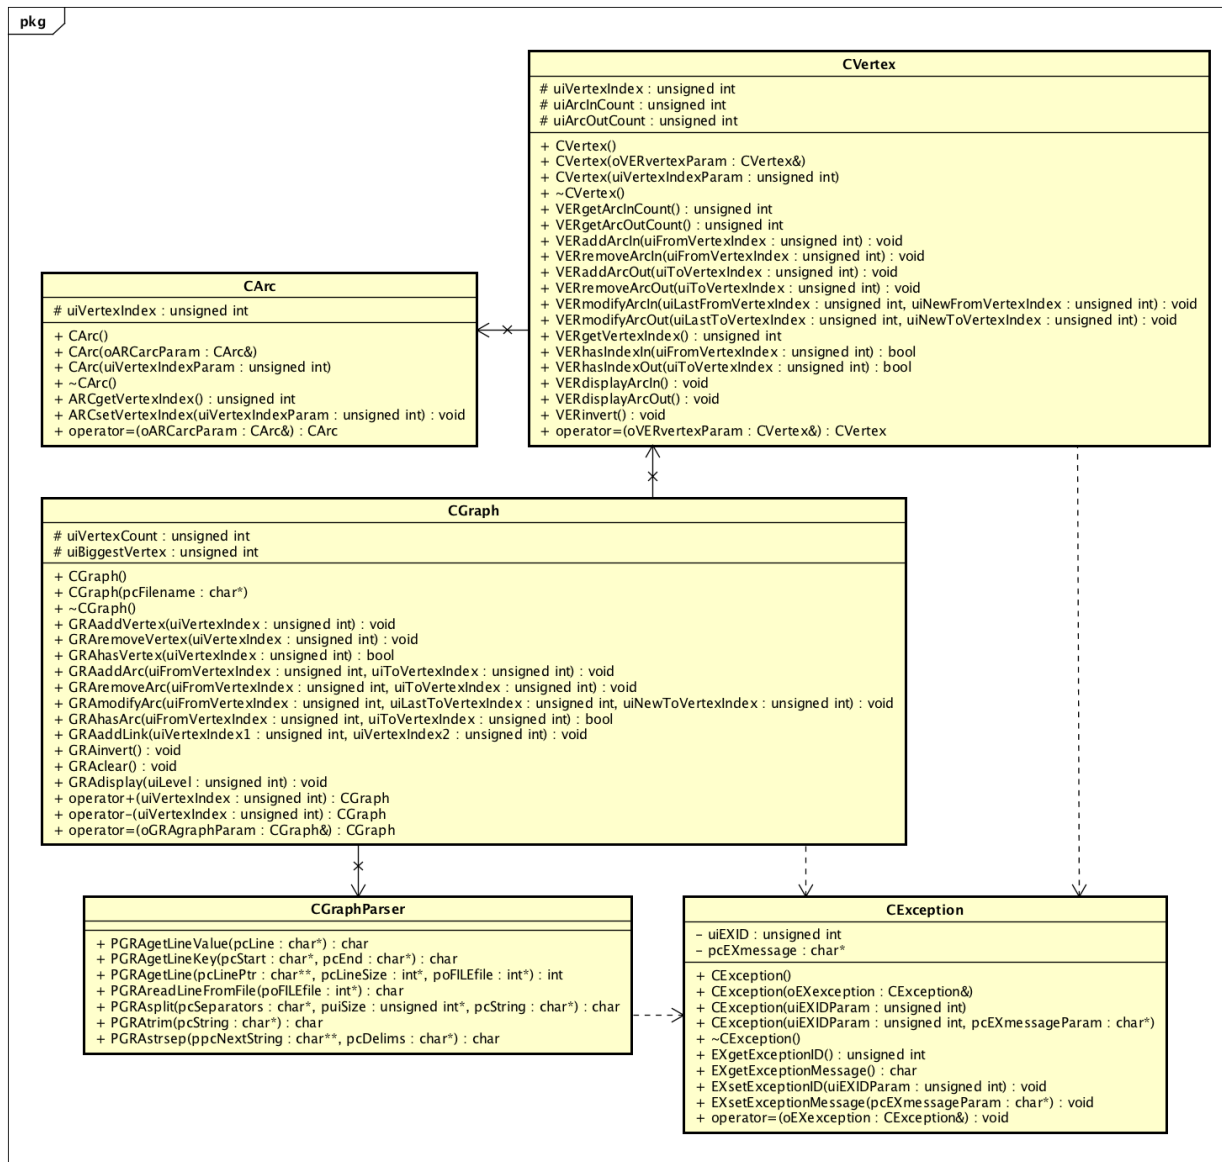 pkg
CVertex
# uiVertexIndex : unsigned int
# uiArcInCount : unsigned int
# uiArcOutCount : unsigned int
+ CVertex()
+ CVertex(oVERvertexParam : CVertex&)
+ CVertex(uiVertexIndexParam : unsigned int)
+ ~CVertex()
+ VERgetArcInCount() : unsigned int
+ VERgetArcOutCount() : unsigned int
+ VERaddArcIn(uiFromVertexIndex : unsigned int) : void
+ VERremoveArcIn(uiFromVertexIndex : unsigned int) : void
+ VERaddArcOut(uiToVertexIndex : unsigned int) : void
+ VERremoveArcOut(uiToVertexIndex : unsigned int) : void
+ VERmodifyArcIn(uiLastFromVertexIndex : unsigned int, uiNewFromVertexIndex : unsigned int) : void
+ VERmodifyArcOut(uiLastToVertexIndex : unsigned int, uiNewToVertexIndex : unsigned int) : void
+ VERgetVertexIndex() : unsigned int
+ VERhasIndexIn(uiFromVertexIndex : unsigned int) : bool
+ VERhasIndexOut(uiToVertexIndex : unsigned int) : bool
+ VERdisplayArcIn() : void
+ VERdisplayArcOut() : void
+ VERinvert() : void
+ operator=(oVERvertexParam : CVertex&) : CVertex
CArc
# uiVertexIndex : unsigned int
+ CArc()
+ CArc(oARCarcParam : CArc&)
+ CArc(uiVertexIndexParam : unsigned int)
+ ~CArc()
+ ARCgetVertexIndex() : unsigned int
+ ARCsetVertexIndex(uiVertexIndexParam : unsigned int) : void
+ operator=(oARCarcParam : CArc&) : CArc
CGraph
# uiVertexCount : unsigned int
# uiBiggestVertex : unsigned int
+ CGraph()
+ CGraph(pcFilename : char*)
+ ~CGraph()
+ GRAaddVertex(uiVertexIndex : unsigned int) : void
+ GRAremoveVertex(uiVertexIndex : unsigned int) : void
+ GRAhasVertex(uiVertexIndex : unsigned int) : bool
+ GRAaddArc(uiFromVertexIndex : unsigned int, uiToVertexIndex : unsigned int) : void
+ GRAremoveArc(uiFromVertexIndex : unsigned int, uiToVertexIndex : unsigned int) : void
+ GRAmodifyArc(uiFromVertexIndex : unsigned int, uiLastToVertexIndex : unsigned int, uiNewToVertexIndex : unsigned int) : void
+ GRAhasArc(uiFromVertexIndex : unsigned int, uiToVertexIndex : unsigned int) : bool
+ GRAaddLink(uiVertexIndex1 : unsigned int, uiVertexIndex2 : unsigned int) : void
+ GRAinvert() : void
+ GRAclear() : void
+ GRAdisplay(uiLevel : unsigned int) : void
+ operator+(uiVertexIndex : unsigned int) : CGraph
+ operator-(uiVertexIndex : unsigned int) : CGraph
+ operator=(oGRAgraphParam : CGraph&) : CGraph
CGraphParser
+ PGRAgetLineValue(pcLine : char*) : char
+ PGRAgetLineKey(pcStart : char*, pcEnd : char*) : char
+ PGRAgetLine(pcLinePtr : char**, pcLineSize : int*, poFILEfile : int*) : int
+ PGRAreadLineFromFile(poFILEfile : int*) : char
+ PGRAsplit(pcSeparators : char*, puiSize : unsigned int*, pcString : char*) : char
+ PGRAtrim(pcString : char*) : char
+ PGRAstrsep(ppcNextString : char**, pcDelims : char*) : char
CException
- uiEXID : unsigned int
- pcEXmessage : char*
+ CException()
+ CException(oEXexception : CException&)
+ CException(uiEXIDParam : unsigned int)
+ CException(uiEXIDParam : unsigned int, pcEXmessageParam : char*)
+ ~CException()
+ EXgetExceptionID() : unsigned int
+ EXgetExceptionMessage() : char
+ EXsetExceptionID(uiEXIDParam : unsigned int) : void
+ EXsetExceptionMessage(pcEXmessageParam : char*) : void
+ operator=(oEXexception : CException&) : void